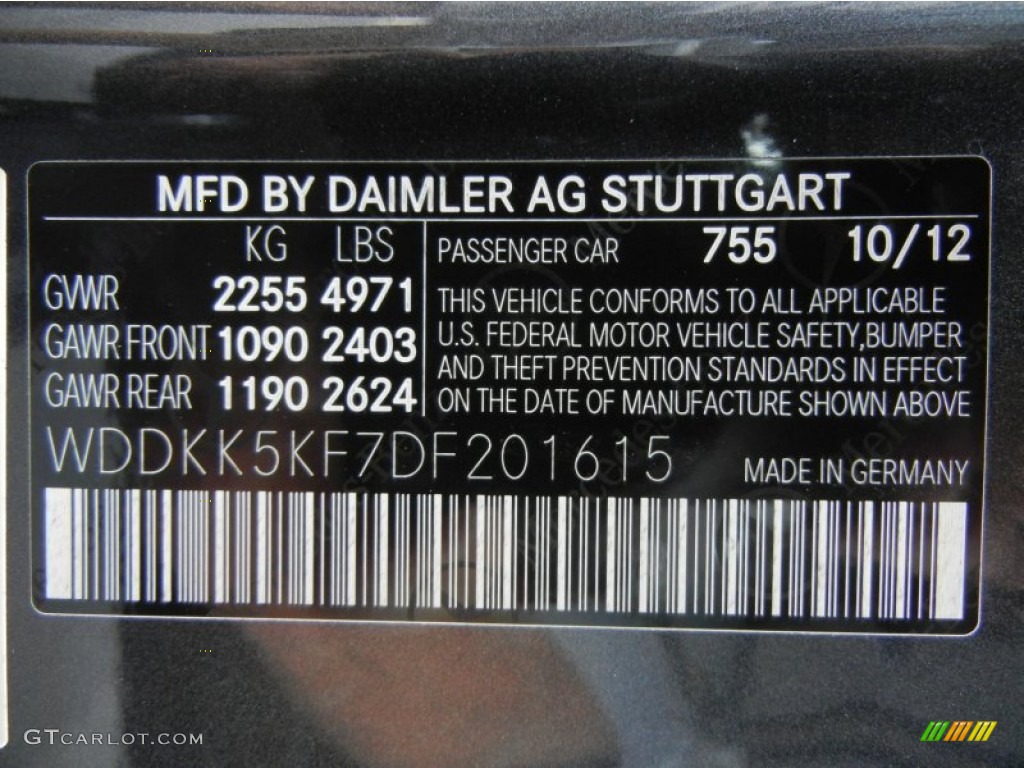 MFD BY DAIMLER AG STUTTGART
KG LBS
GVWR 2255 4971
GAWR FRONT 1090 2403
GAWR REAR 1190 2624
PASSENGER CAR 755 10/12
THIS VEHICLE CONFORMS TO ALL APPLICABLE
U.S. FEDERAL MOTOR VEHICLE SAFETY,BUMPER
AND THEFT PREVENTION STANDARDS IN EFFECT
ON THE DATE OF MANUFACTURE SHOWN ABOVE
WDDKK5KF7DF201615
MADE IN GERMANY
GTCARLOT.COM